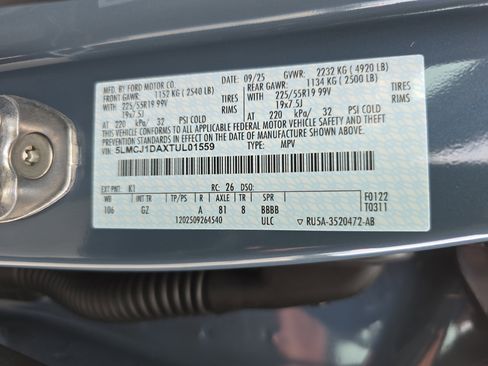 MFD. BY FORD MOTOR CO. 09/25 GVWR: 2232 KG ( 4920 LB)
FRONT GAWR: 1152 KG ( 2540 LB) REAR GAWR: 1134 KG ( 2500 LB)
225/55R19 99V TIRES 225/55R19 99V TIRES
WITH 19x7.5J RIMS WITH 19x7.5J RIMS
AT 220 kPa/ 32 PSI COLD AT 220 kPa/ 32 PSI COLD
THIS VEHICLE CONFORMS TO ALL APPLICABLE FEDERAL MOTOR VEHICLE SAFETY AND THEFT PREVENTION
STANDARDS IN EFFECT ON THE DATE OF MANUFACTURE SHOWN ABOVE.
VIN: 5LMCJ1DAXTUL01559 TYPE: MPV
EXT PNT: K1 RC: 26 DSO:
WB INT TR TP/PS R AXLE TR SPR F0122
106 GZ A 81 8 BBBB T0311
1202509264540 ULC ▽ RU5A-3520472-AB